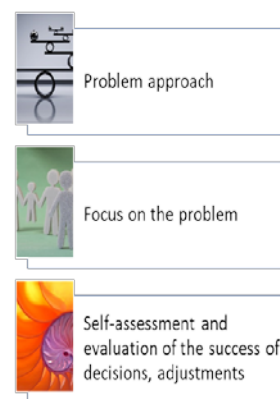 Problem approach
Focus on the problem
Self-assessment and
evaluation of the success of
decisions, adjustments